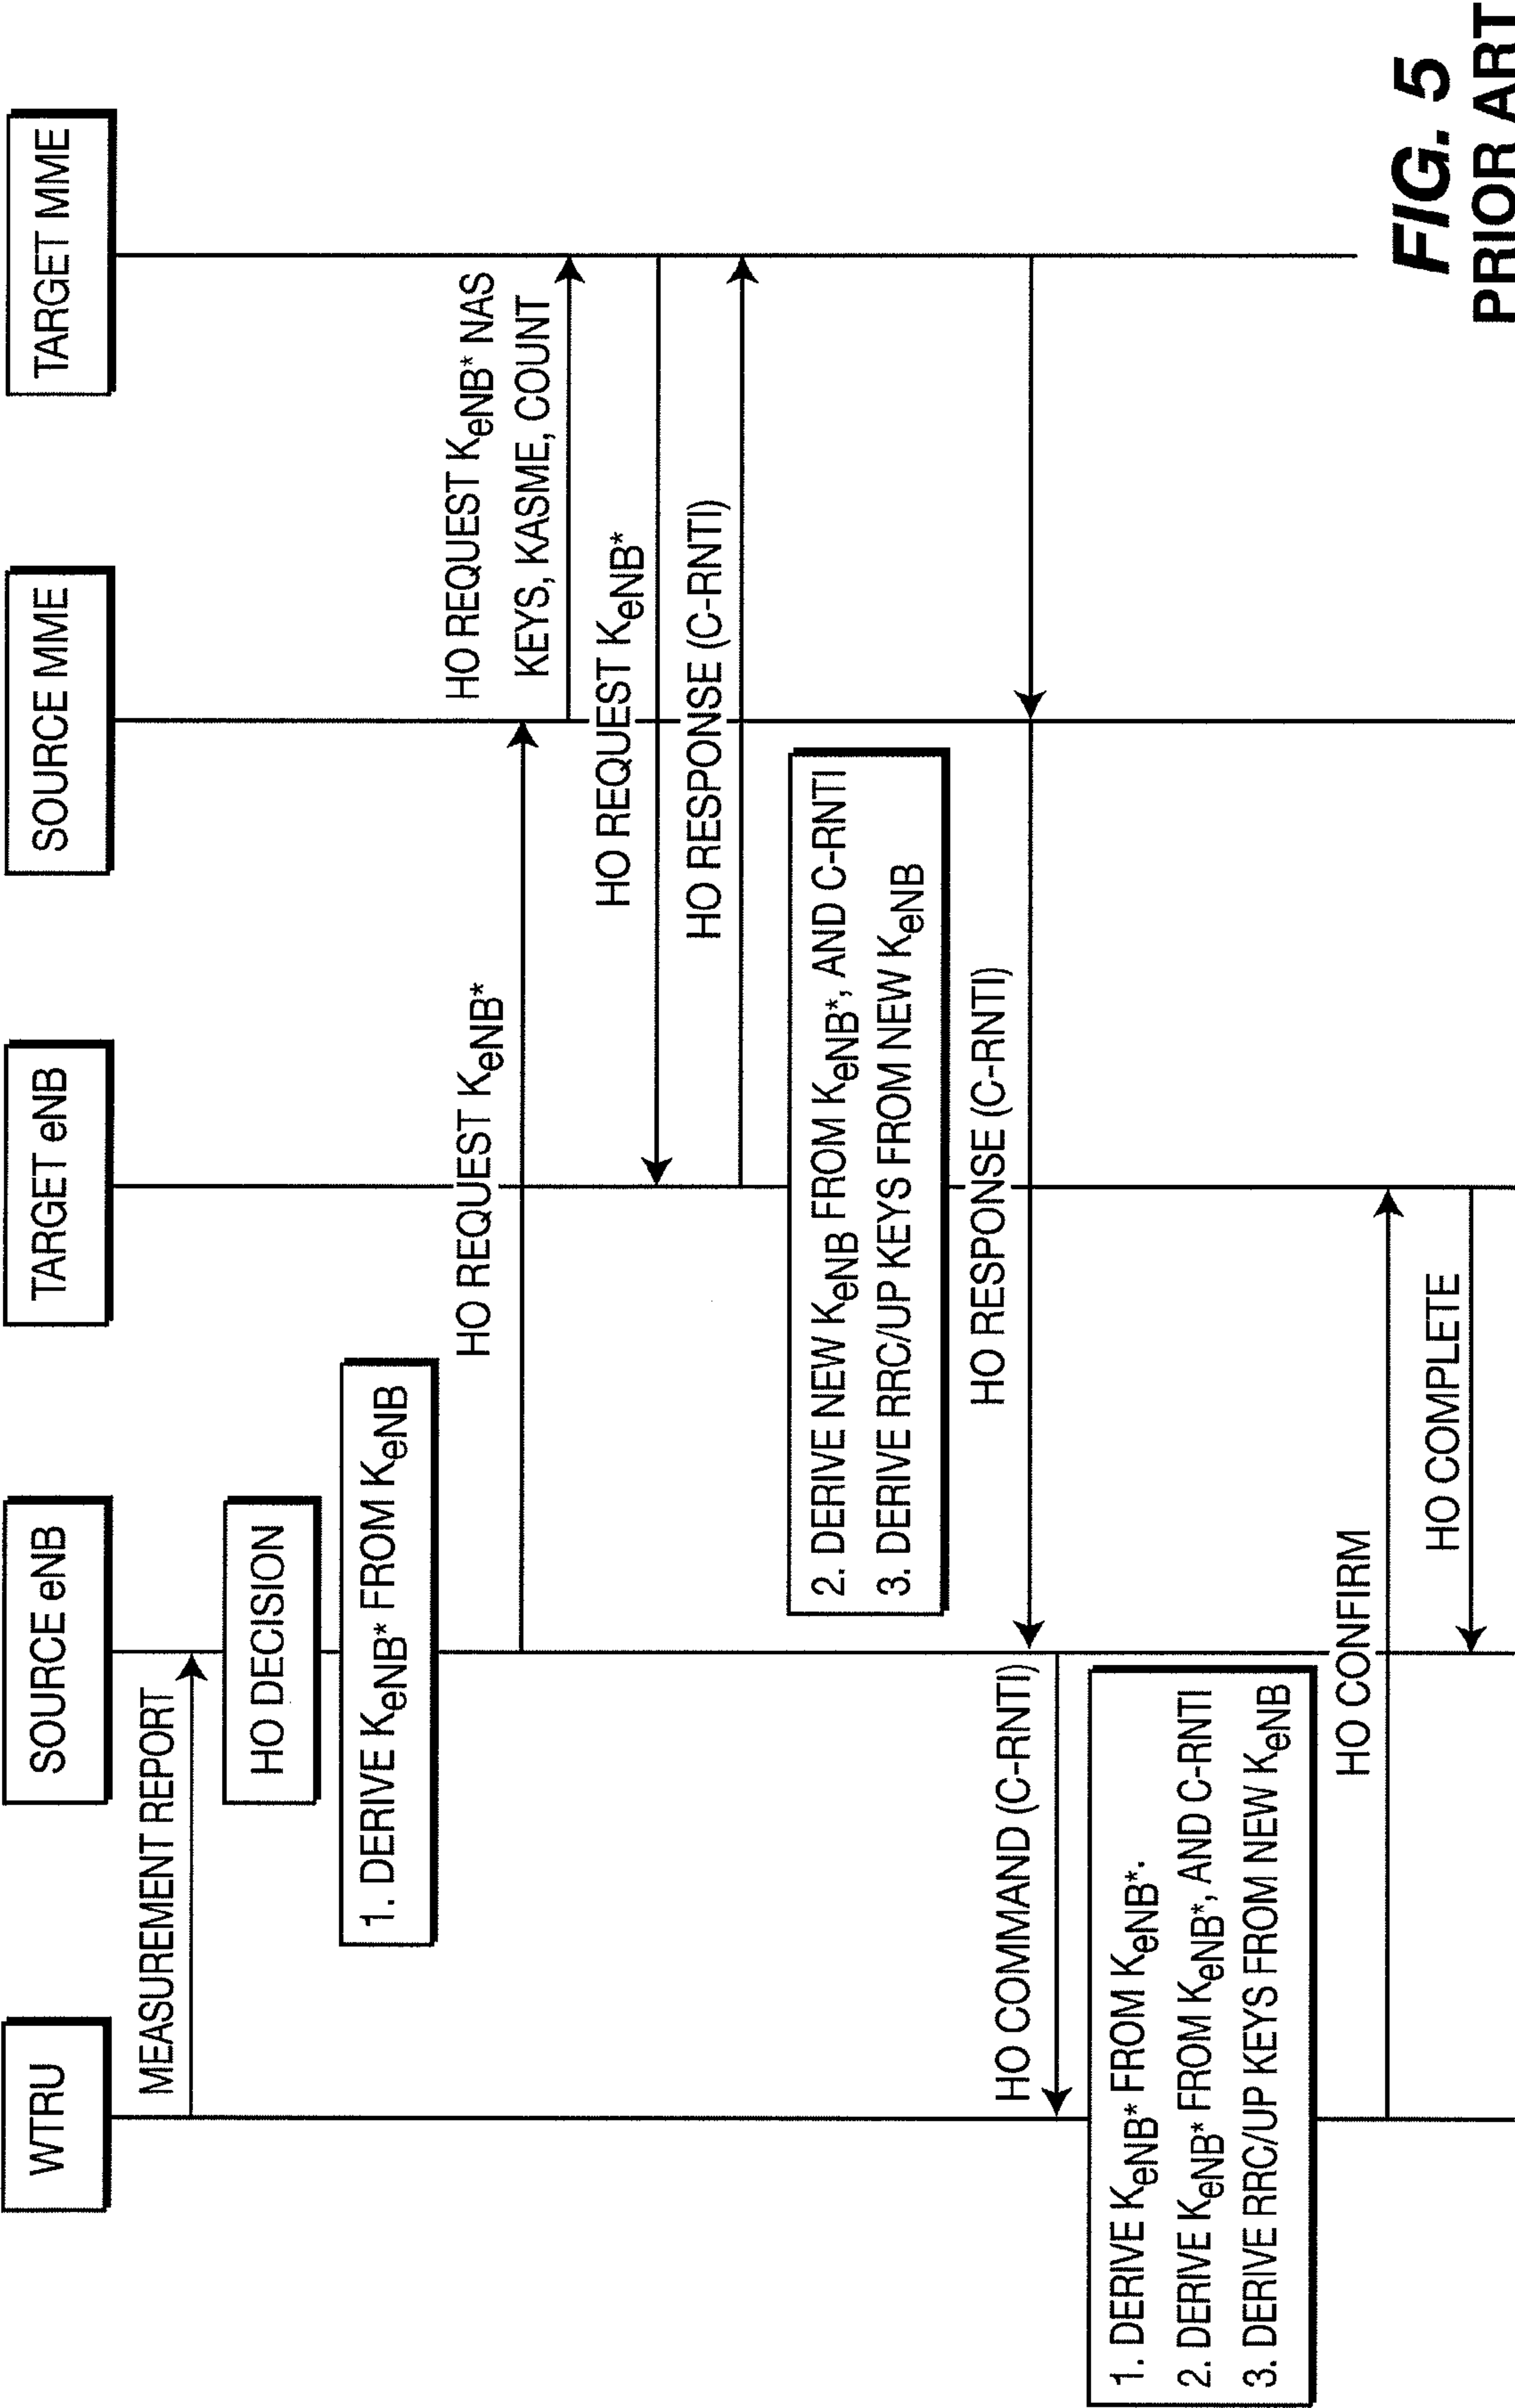 WTRU
SOURCE eNB
TARGET eNB
SOURCE MME
TARGET MME
MEASUREMENT REPORT
HO DECISION
1. DERIVE KeNB* FROM KeNB
HO REQUEST KeNB*
HO REQUEST KeNB* NAS
KEYS, KASME, COUNT
HO REQUEST KeNB*
HO RESPONSE (C-RNTI)
2. DERIVE NEW KeNB FROM KeNB*, AND C-RNTI
3. DERIVE RRC/UP KEYS FROM NEW KeNB
HO RESPONSE (C-RNTI)
HO COMMAND (C-RNTI)
1. DERIVE KeNB* FROM KeNB*.
2. DERIVE KeNB* FROM KeNB*, AND C-RNTI
3. DERIVE RRC/UP KEYS FROM NEW KeNB
HO CONFIRM
HO COMPLETE
FIG. 5
PRIOR ART